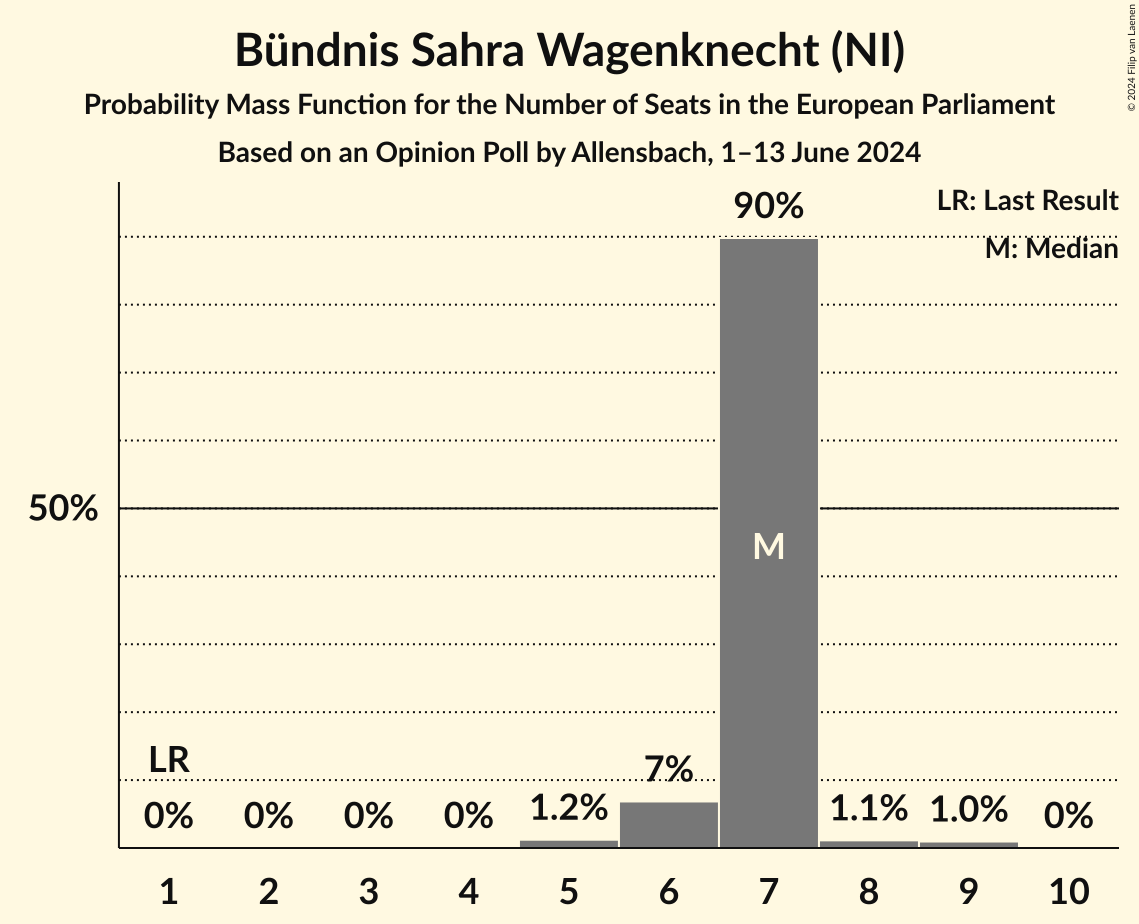 Bündnis Sahra Wagenknecht (NI)
Probability Mass Function for the Number of Seats in the European Parliament
Based on an Opinion Poll by Allensbach, 1–13 June 2024
© 2024 Filip van Laenen
LR: Last Result
M: Median
90%
50%
M
LR
7%
0% 0% 0% 0% 1.2% 1.1% 1.0% 0%
1 2 3 4 5 6 7 8 9 10